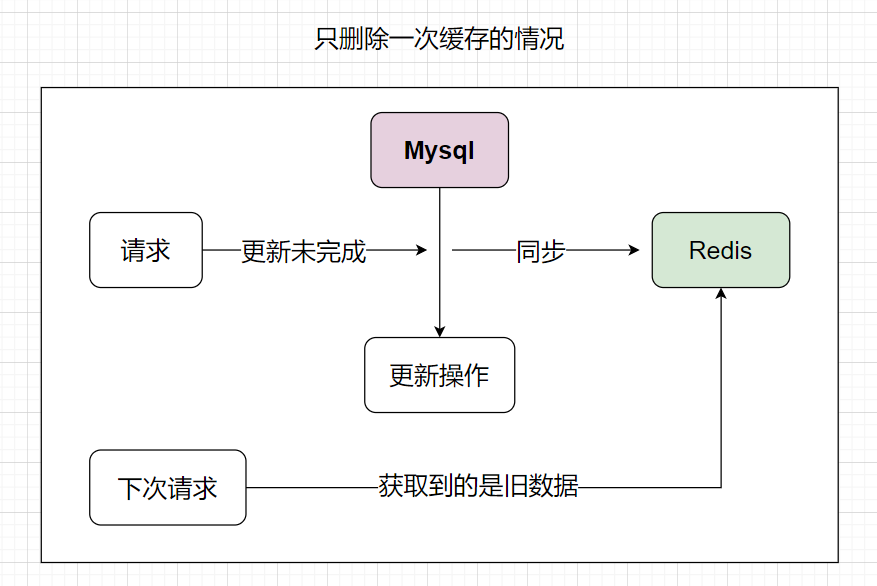 只删除一次缓存的情况
Mysql
请求
更新未完成
同步
Redis
更新操作
下次请求
获取到的是旧数据